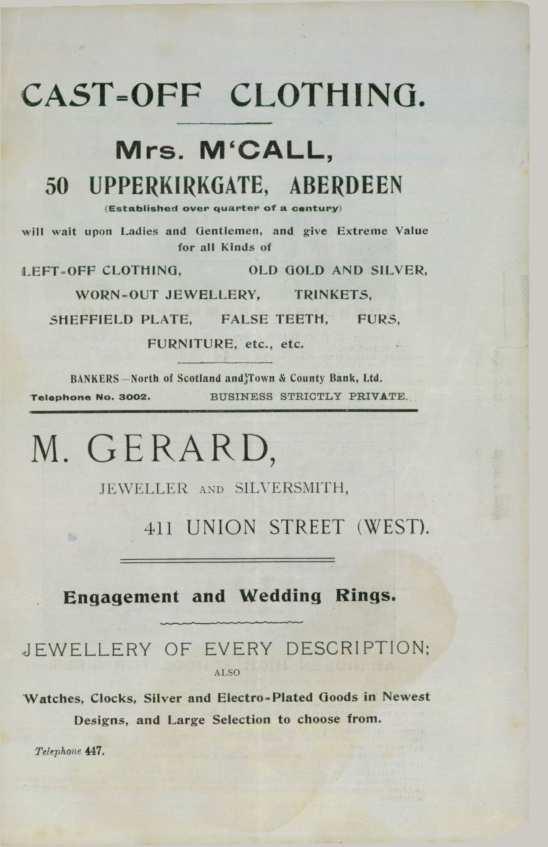 CAST-OFF CLOTHING.
Mrs. M'CALL,
50 UPPERKIRKGATE, ABERDEEN
(Established over quarter of a century)
will wait upon Ladies and Gentlemen, and give Extreme Value
for all Kinds of
LEFT-OFF CLOTHING, OLD GOLD AND SILVER,
WORN-OUT JEWELLERY, TRINKETS,
SHEFFIELD PLATE, FALSE TEETH, FURS,
FURNITURE, etc., etc.
BANKERS—North of Scotland and Town & County Bank, Ltd.
Telephone No. 3002. BUSINESS STRICTLY PRIVATE.
M. GERARD,
JEWELLER AND SILVERSMITH,
411 UNION STREET (WEST).
Engagement and Wedding Rings.
JEWELLERY OF EVERY DESCRIPTION;
ALSO
Watches, Clocks, Silver and Electro-Plated Goods in Newest
Designs, and Large Selection to choose from.
Telephone 447.